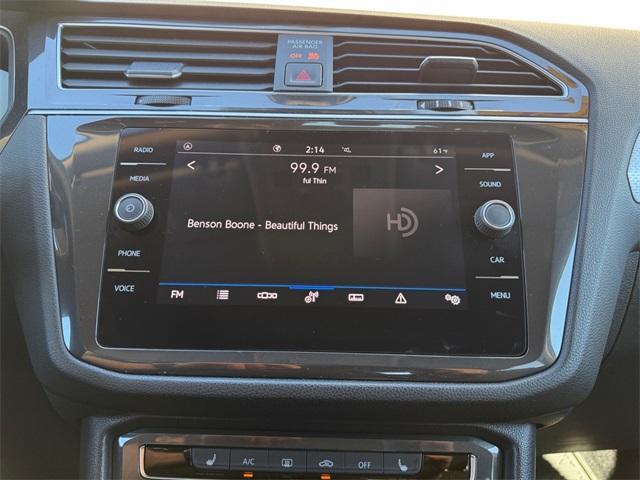 PASSENGER
AIR BAG
OFF
RADIO
MEDIA
PHONE
VOICE
2:14
61°F
99.9 FM
ful Thin
Benson Boone - Beautiful Things
HD
FM
APP
SOUND
CAR
MENU
A/C
OFF